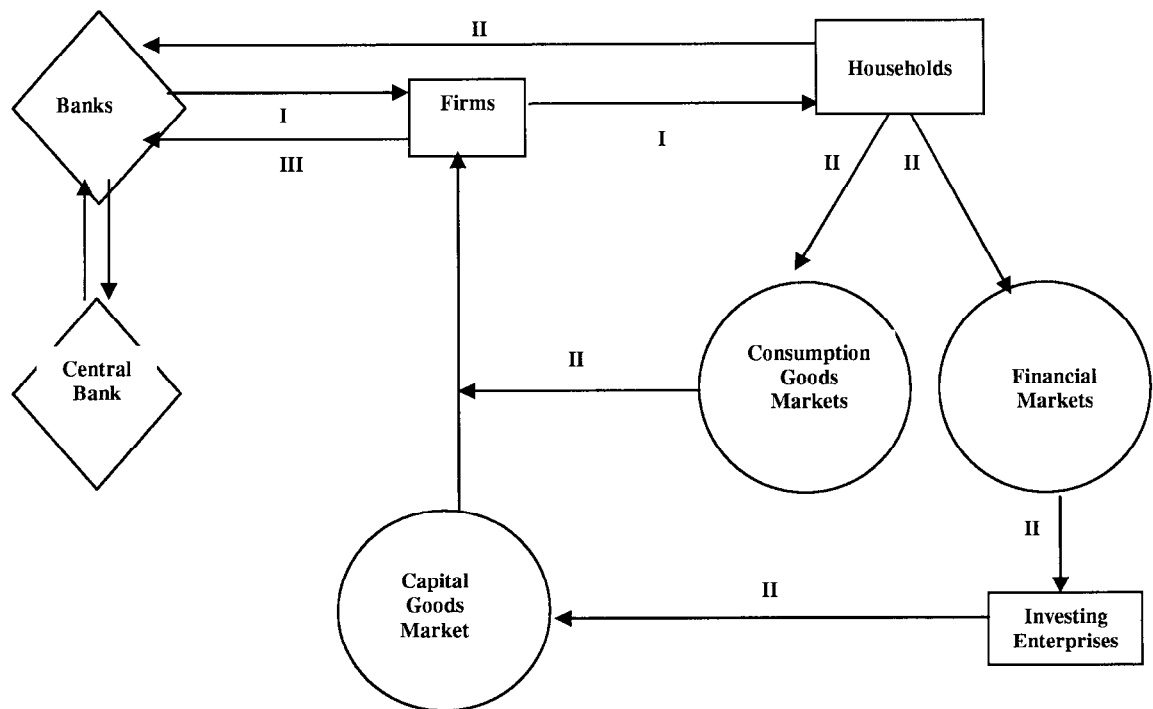 II
Households
Banks
Firms
I
I
III
II
II
Central
Bank
Consumption
Goods
Markets
Financial
Markets
II
II
Capital
Goods
Market
II
Investing
Enterprises